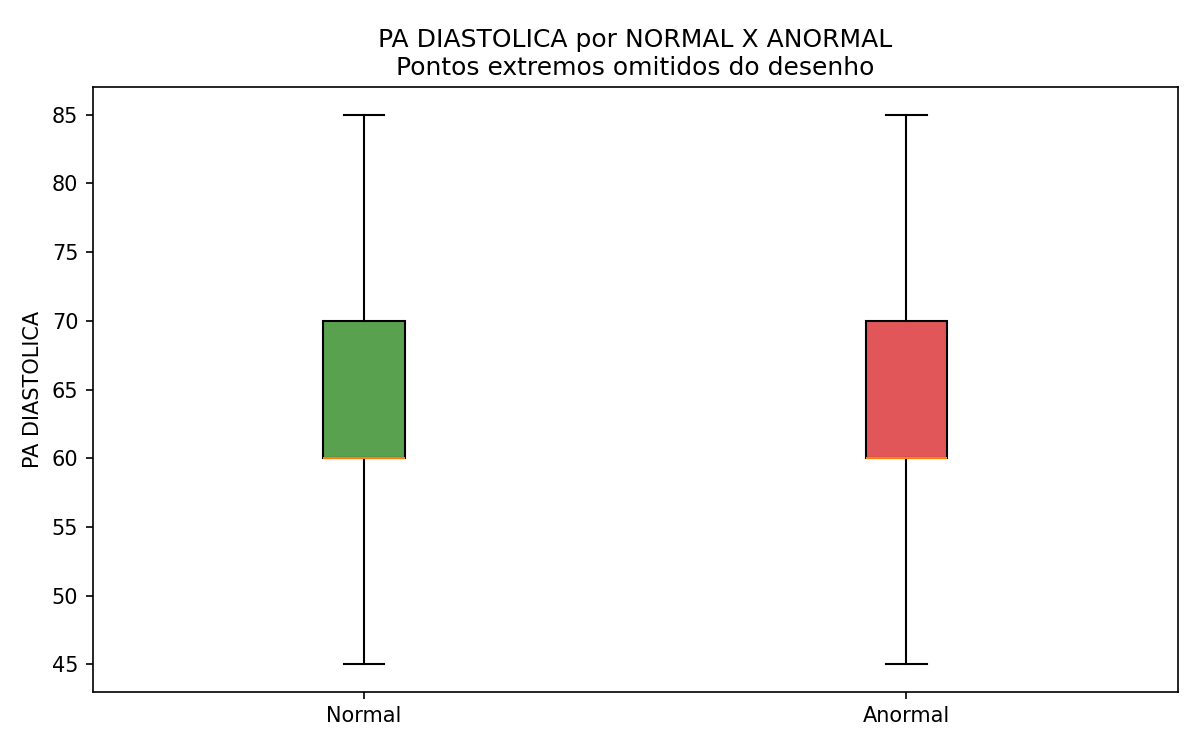 PA DIASTOLICA por NORMAL X ANORMAL
Pontos extremos omitidos do desenho
PA DIASTOLICA
85
80
75
70
65
60
55
50
45
Normal
Anormal